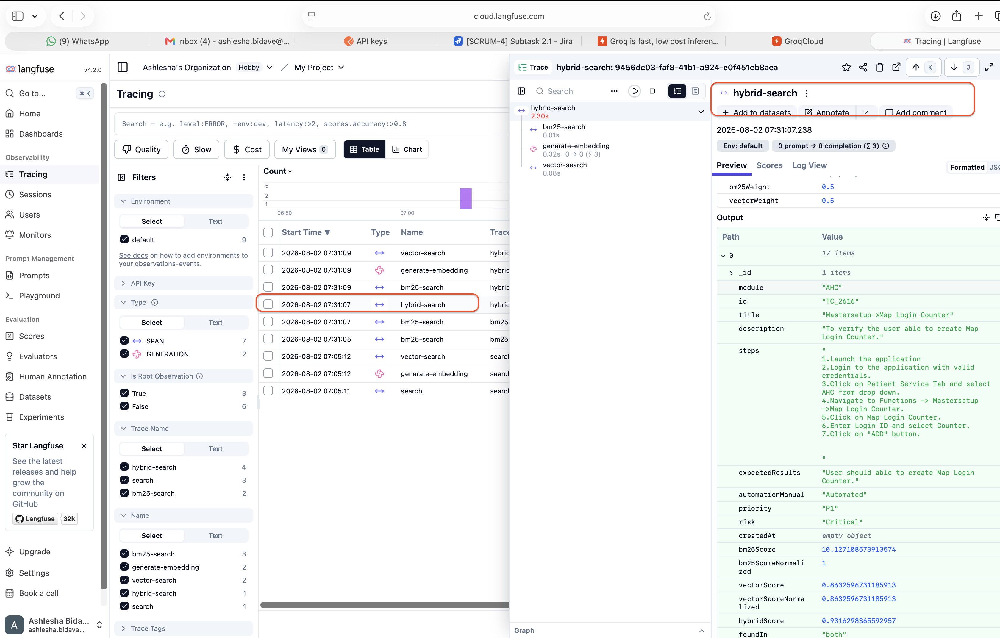 cloud.langfuse.com
(9) WhatsApp
Inbox (4) - ashlesha.bidave@...
API keys
[SCRUM-4] Subtask 2.1 - Jira
Groq is fast, low cost inferen...
GroqCloud
Tracing | Langfuse
langfuse
v4.2.0
Go to...
⌘ K
Home
Dashboards
Observability
Tracing
Sessions
Users
Monitors
Prompt Management
Prompts
Playground
Evaluation
Scores
Evaluators
Human Annotation
Datasets
Experiments
Star Langfuse
See the latest
releases and help
grow the
community on
GitHub
Langfuse
32k
Upgrade
Settings
Book a call
A
Ashlesha Bida...
ashlesha.bidave...
Ashlesha's Organization
Hobby
My Project
Tracing
Search — e.g. level:ERROR, -env:dev, latency:>2, scores.accuracy:>0.8
Quality
Slow
Cost
My Views 0
Table
Chart
Filters
Environment
Select
Text
default 9
See docs on how to add environments to
your observations-events.
API Key
Type
Select
Text
SPAN 7
GENERATION 2
Is Root Observation
True 3
False 6
Trace Name
Select
Text
hybrid-search 4
search 3
bm25-search 2
Name
Select
Text
bm25-search 3
generate-embedding 2
vector-search 2
hybrid-search 1
search 1
Trace Tags
Count
5
2
1
06:50
07:00
Start Time ▼ Type Name Trace
2026-08-02 07:31:09 vector-search hybrid
2026-08-02 07:31:09 generate-embedding hybrid
2026-08-02 07:31:09 bm25-search hybrid
2026-08-02 07:31:07 hybrid-search hybrid
2026-08-02 07:31:07 bm25-search bm25-
2026-08-02 07:31:05 bm25-search bm25-
2026-08-02 07:05:12 vector-search search
2026-08-02 07:05:12 generate-embedding search
2026-08-02 07:05:11 search search
Trace
hybrid-search: 9456dc03-faf8-41b1-a924-e0f451cb8aea
K
J
Search
hybrid-search
2.30s
bm25-search
0.01s
generate-embedding
0.32s 0 → 0 (∑ 3)
vector-search
0.08s
Graph
hybrid-search
Add to datasets
Annotate
Add comment
2026-08-02 07:31:07.238
Env: default
0 prompt → 0 completion (∑ 3)
Preview
Scores
Log View
Formatted
JSO
bm25Weight 0.5
vectorWeight 0.5
Output
Path Value
0 17 items
_id 1 items
module "AHC"
id "TC_2616"
title "Mastersetup->Map Login Counter"
description "To verify the user able to create Map
Login Counter."
steps "
1.Launch the application
2.Login to the application with valid
credentials.
3.Click on Patient Service Tab and select
AHC from drop down.
4.Navigate to Functions -> Mastersetup
->Map Login Counter.
5.Click on Map Login Counter.
6.Enter Login ID and select Counter.
7.Click on "ADD" button.
"
expectedResults "User should able to create Map Login
Counter."
automationManual "Automated"
priority "P1"
risk "Critical"
createdAt empty object
bm25Score 10.127108573913574
bm25ScoreNormali 1
zed
vectorScore 0.8632596731185913
vectorScoreNorma 0.8632596731185913
lized
hybridScore 0.9316298365592957
foundIn "both"